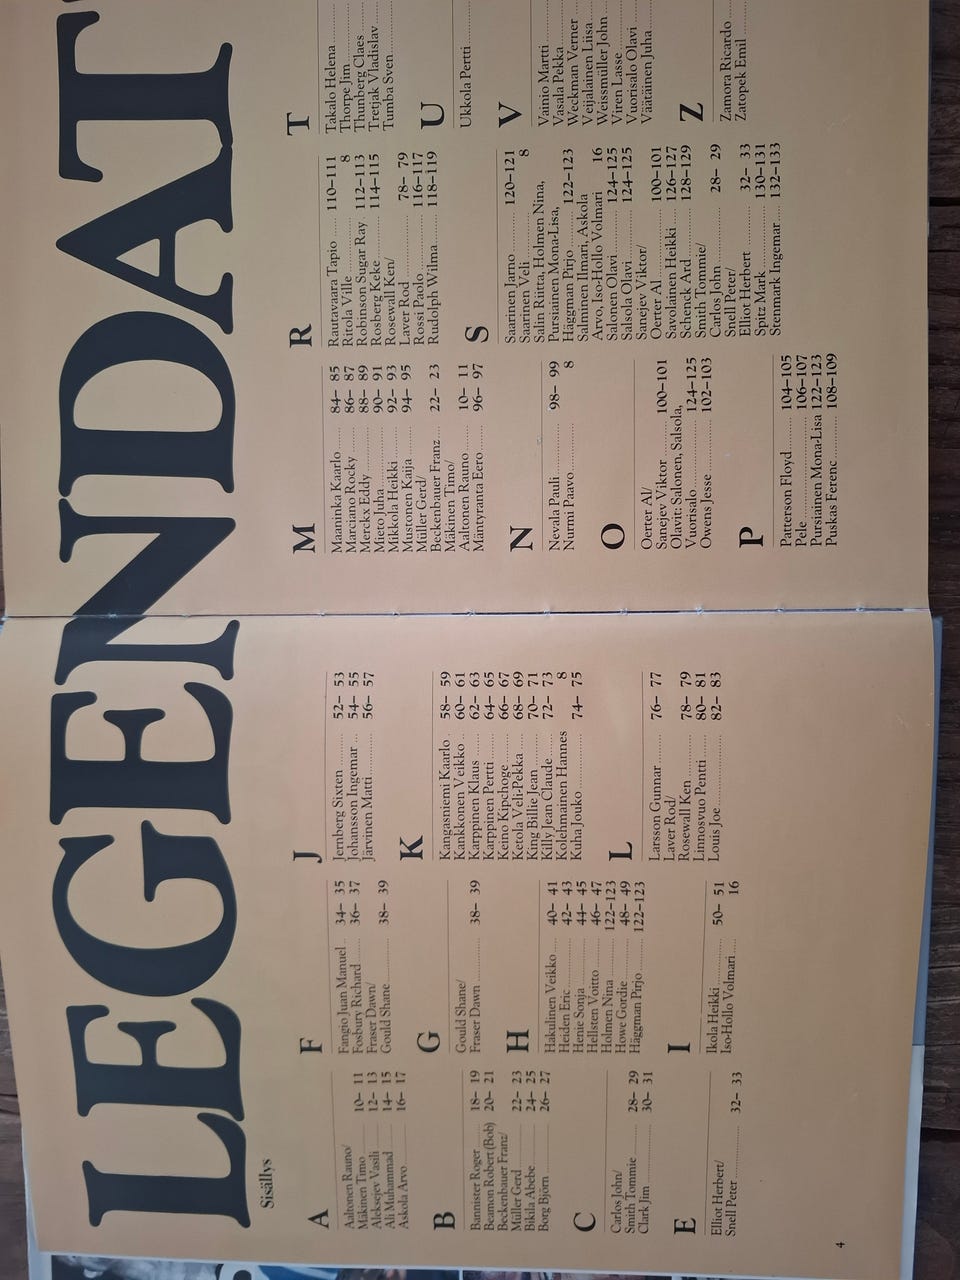 LEGENDAT
Sisällys
A
Aaltonen Rauno/
Mäkinen Timo 10– 11
Aleksejev Vasili 12– 13
Ali Muhammad 14– 15
Askola Arvo 16– 17
B
Bannister Roger 18– 19
Beamon Robert (Bob) 20– 21
Beckenbauer Franz/
Müller Gerd 22– 23
Bikila Abebe 24– 25
Borg Björn 26– 27
C
Carlos John/
Smith Tommie 28– 29
Clark Jim 30– 31
E
Elliot Herbert/
Snell Peter 32– 33
F
Fangio Juan Manuel 34– 35
Fosbury Richard 36– 37
Fraser Dawn/
Gould Shane 38– 39
G
Gould Shane/
Fraser Dawn 38– 39
H
Hakulinen Veikko 40– 41
Heiden Eric 42– 43
Henie Sonja 44– 45
Hellsten Voitto 46– 47
Holmen Nina 122–123
Howe Gordie 48– 49
Häggman Pirjo 122–123
I
Ikola Heikki 50– 51
Iso-Hollo Volmari 16
J
Jernberg Sixten 52– 53
Johansson Ingemar 54– 55
Järvinen Matti 56– 57
K
Kangasniemi Kaarlo 58– 59
Kankkonen Veikko 60– 61
Karppinen Klaus 62– 63
Karppinen Pertti 64– 65
Keino Kipchoge 66– 67
Ketola Veli-Pekka 68– 69
King Billie Jean 70– 71
Killy Jean Claude 72– 73
Kolehmainen Hannes 8
Kuha Jouko 74– 75
L
Larsson Gunnar 76– 77
Laver Rod/
Rosewall Ken 78– 79
Linnosvuo Pentti 80– 81
Louis Joe 82– 83
M
Maaninka Kaarlo 84– 85
Marciano Rocky 86– 87
Merckx Eddy 88– 89
Mieto Juha 90– 91
Mikkola Heikki 92– 93
Mustonen Kaija 94– 95
Müller Gerd/
Beckenbauer Franz 22– 23
Mäkinen Timo/
Aaltonen Rauno 10– 11
Mäntyranta Eero 96– 97
N
Nevala Pauli 98– 99
Nurmi Paavo 8
O
Oerter Al/
Sanejev Viktor 100–101
Olavit: Salonen, Salsola,
Vuorisalo 124–125
Owens Jesse 102–103
P
Patterson Floyd 104–105
Pele 106–107
Pursiainen Mona-Lisa 122–123
Puskas Ferenc 108–109
R
Rautavaara Tapio 110–111
Ritola Ville 8
Robinson Sugar Ray 112–113
Rosberg Keke 114–115
Rosewall Ken/
Laver Rod 78– 79
Rossi Paolo 116–117
Rudolph Wilma 118–119
S
Saarinen Jarno 120–121
Saarinen Veli 8
Salin Riitta, Holmen Nina,
Pursiainen Mona-Lisa,
Häggman Pirjo 122–123
Salminen Ilmari, Askola
Arvo, Iso-Hollo Volmari 16
Salonen Olavi 124–125
Salsola Olavi 124–125
Sanejev Viktor/
Oerter Al 100–101
Savolainen Heikki 126–127
Schenck Ard 128–129
Smith Tommie/
Carlos John 28– 29
Snell Peter/
Elliot Herbert 32– 33
Spitz Mark 130–131
Stenmark Ingemar 132–133
T
Takalo Helena
Thorpe Jim
Thunberg Claes
Tretjak Vladislav
Tumba Sven
U
Ukkola Pertti
V
Vainio Martti
Vasala Pekka
Weckman Verner
Veijalainen Liisa
Weissmüller John
Viren Lasse
Vuorisalo Olavi
Väätäinen Juha
Z
Zamora Ricardo
Zatopek Emil
4